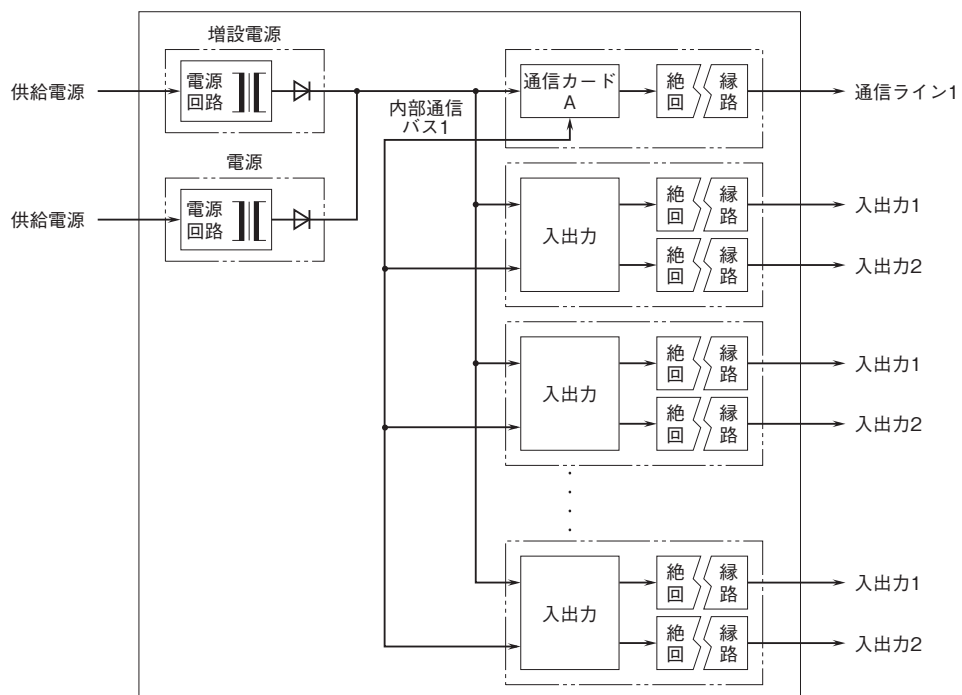 増設電源
供給電源
電源
回路
電源
供給電源
電源
回路
内部通信
バス1
通信カード
A
絶縁
回路
通信ライン1
入出力
絶縁
回路
入出力1
絶縁
回路
入出力2
入出力
絶縁
回路
入出力1
絶縁
回路
入出力2
入出力
絶縁
回路
入出力1
絶縁
回路
入出力2